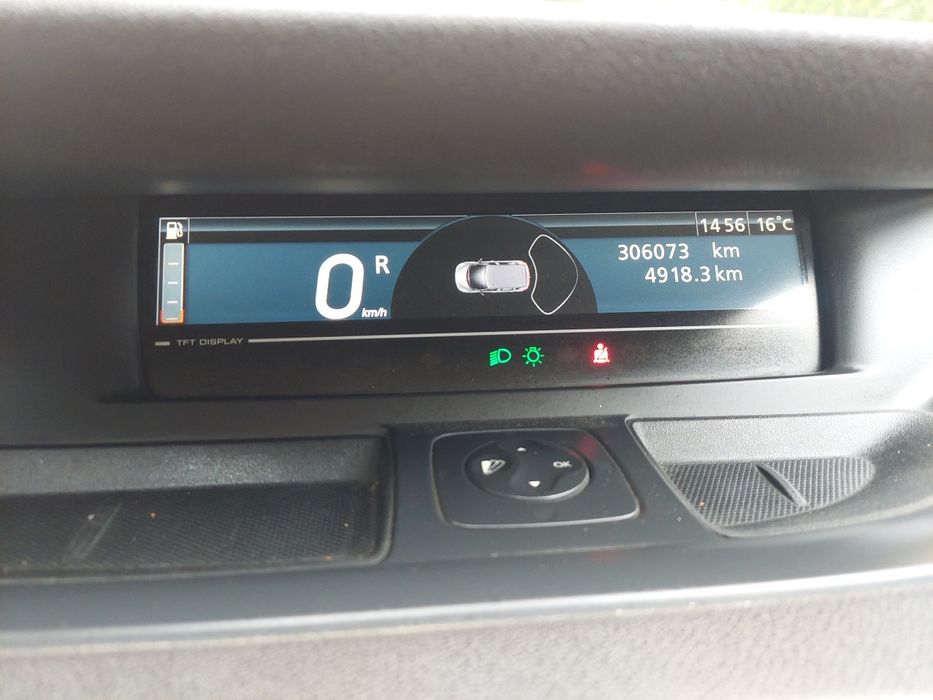 14 56 16°C
0 R km/h
306073 km
4918.3 km
TFT DISPLAY
OK